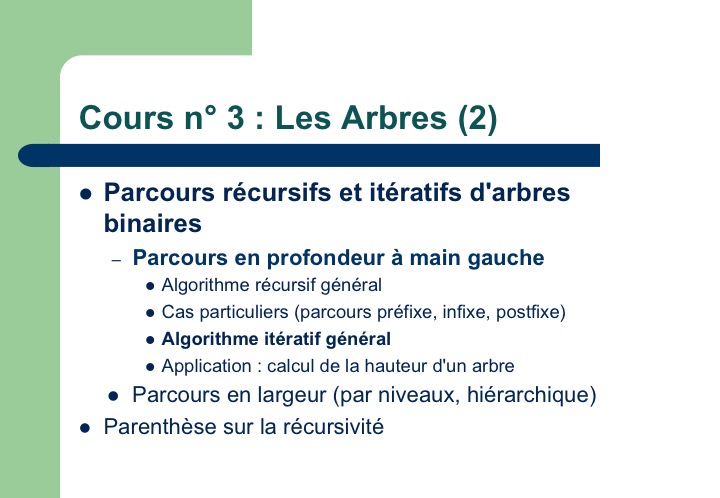 Cours n° 3 : Les Arbres (2)
● Parcours récursifs et itératifs d'arbres
binaires
– Parcours en profondeur à main gauche
● Algorithme récursif général
● Cas particuliers (parcours préfixe, infixe, postfixe)
● Algorithme itératif général
● Application : calcul de la hauteur d'un arbre
● Parcours en largeur (par niveaux, hiérarchique)
● Parenthèse sur la récursivité